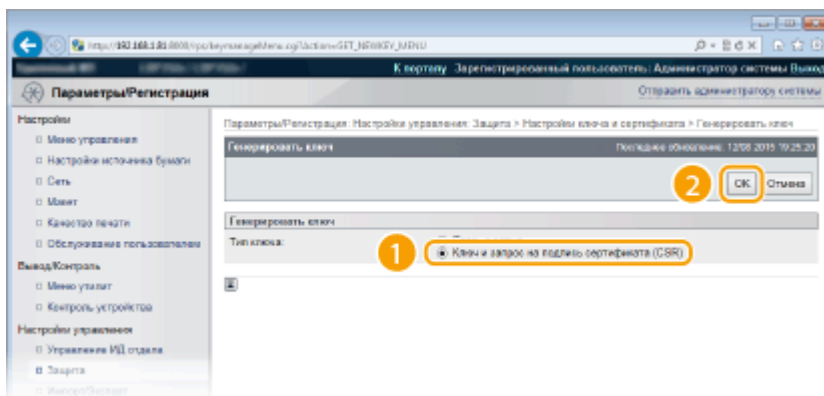 http://192.168.1.81:8000/rps/keymanageMenu.cgi?Action=GET_NEWKEY_MENU
К порталу Зарегистрированный пользователь: Администратор системы Выход
Параметры/Регистрация
Отправить администратору системы
Настройки
Меню управления
Настройки источника бумаги
Сеть
Макет
Качество печати
Обслуживание пользователем
Вывод/Контроль
Меню утилит
Контроль устройства
Настройки управления
Управление ИД отдела
Защита
Импорт/Экспорт
Параметры/Регистрация: Настройки управления: Защита > Настройки ключа и сертификата > Генерировать ключ
Генерировать ключ
Последнее обновление: 12/08 2015 19:25:20
2
OK Отмена
Генерировать ключ
Тип ключа:
1
Ключ и запрос на подпись сертификата (CSR)